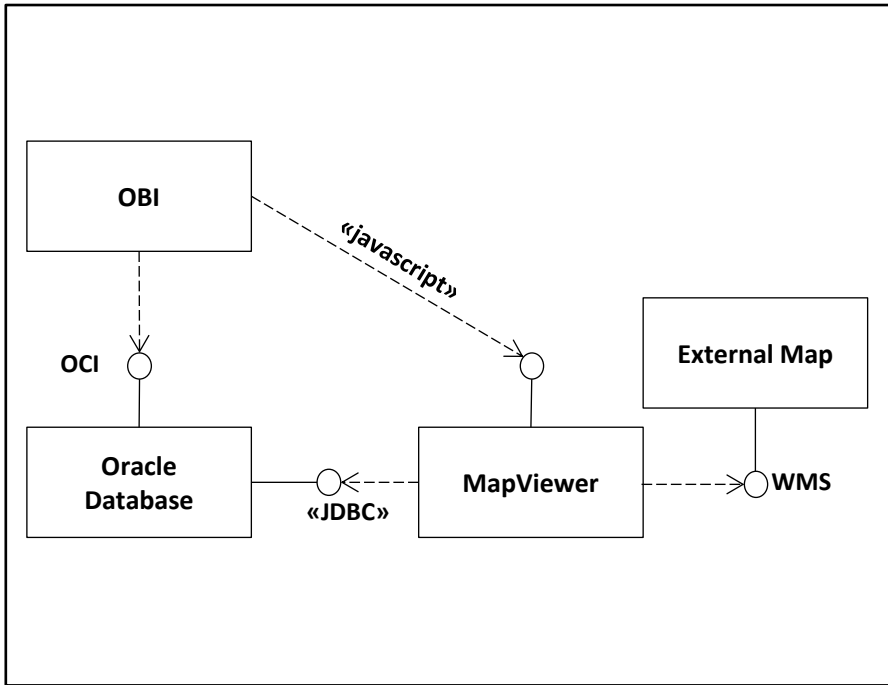 OBI
«javascript»
OCI
External Map
Oracle
Database
«JDBC»
MapViewer
WMS